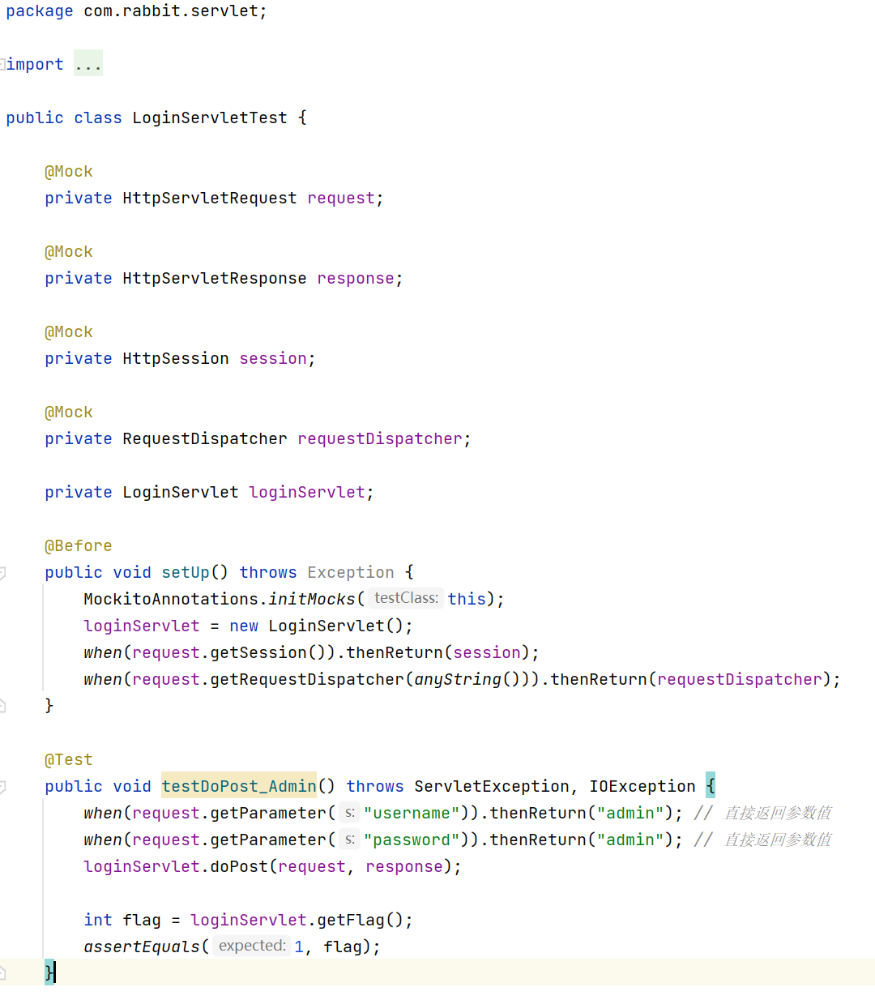 package com.rabbit.servlet;
import ...
public class LoginServletTest {
@Mock
private HttpServletRequest request;
@Mock
private HttpServletResponse response;
@Mock
private HttpSession session;
@Mock
private RequestDispatcher requestDispatcher;
private LoginServlet loginServlet;
@Before
public void setUp() throws Exception {
MockitoAnnotations.initMocks( testClass: this);
loginServlet = new LoginServlet();
when(request.getSession()).thenReturn(session);
when(request.getRequestDispatcher(anyString())).thenReturn(requestDispatcher);
}
@Test
public void testDoPost_Admin() throws ServletException, IOException {
when(request.getParameter( s: "username")).thenReturn("admin"); // 直接返回参数值
when(request.getParameter( s: "password")).thenReturn("admin"); // 直接返回参数值
loginServlet.doPost(request, response);
int flag = loginServlet.getFlag();
assertEquals( expected: 1, flag);
}